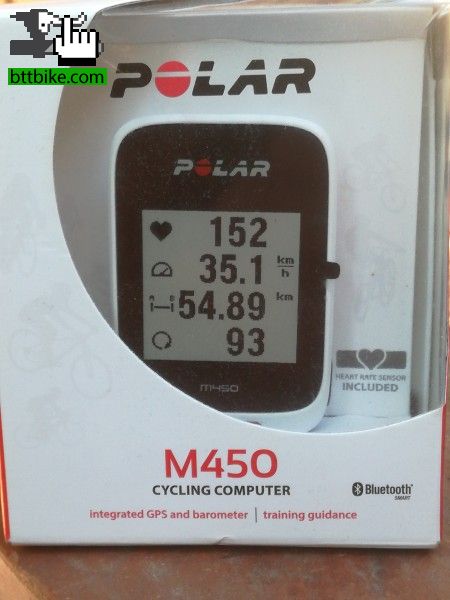 bttbike.com
POLAR
POLAR
152
35.1 km/h
A B 54.89 km
93
M450
HEART RATE SENSOR
INCLUDED
M450
CYCLING COMPUTER
Bluetooth®
SMART
integrated GPS and barometer | training guidance